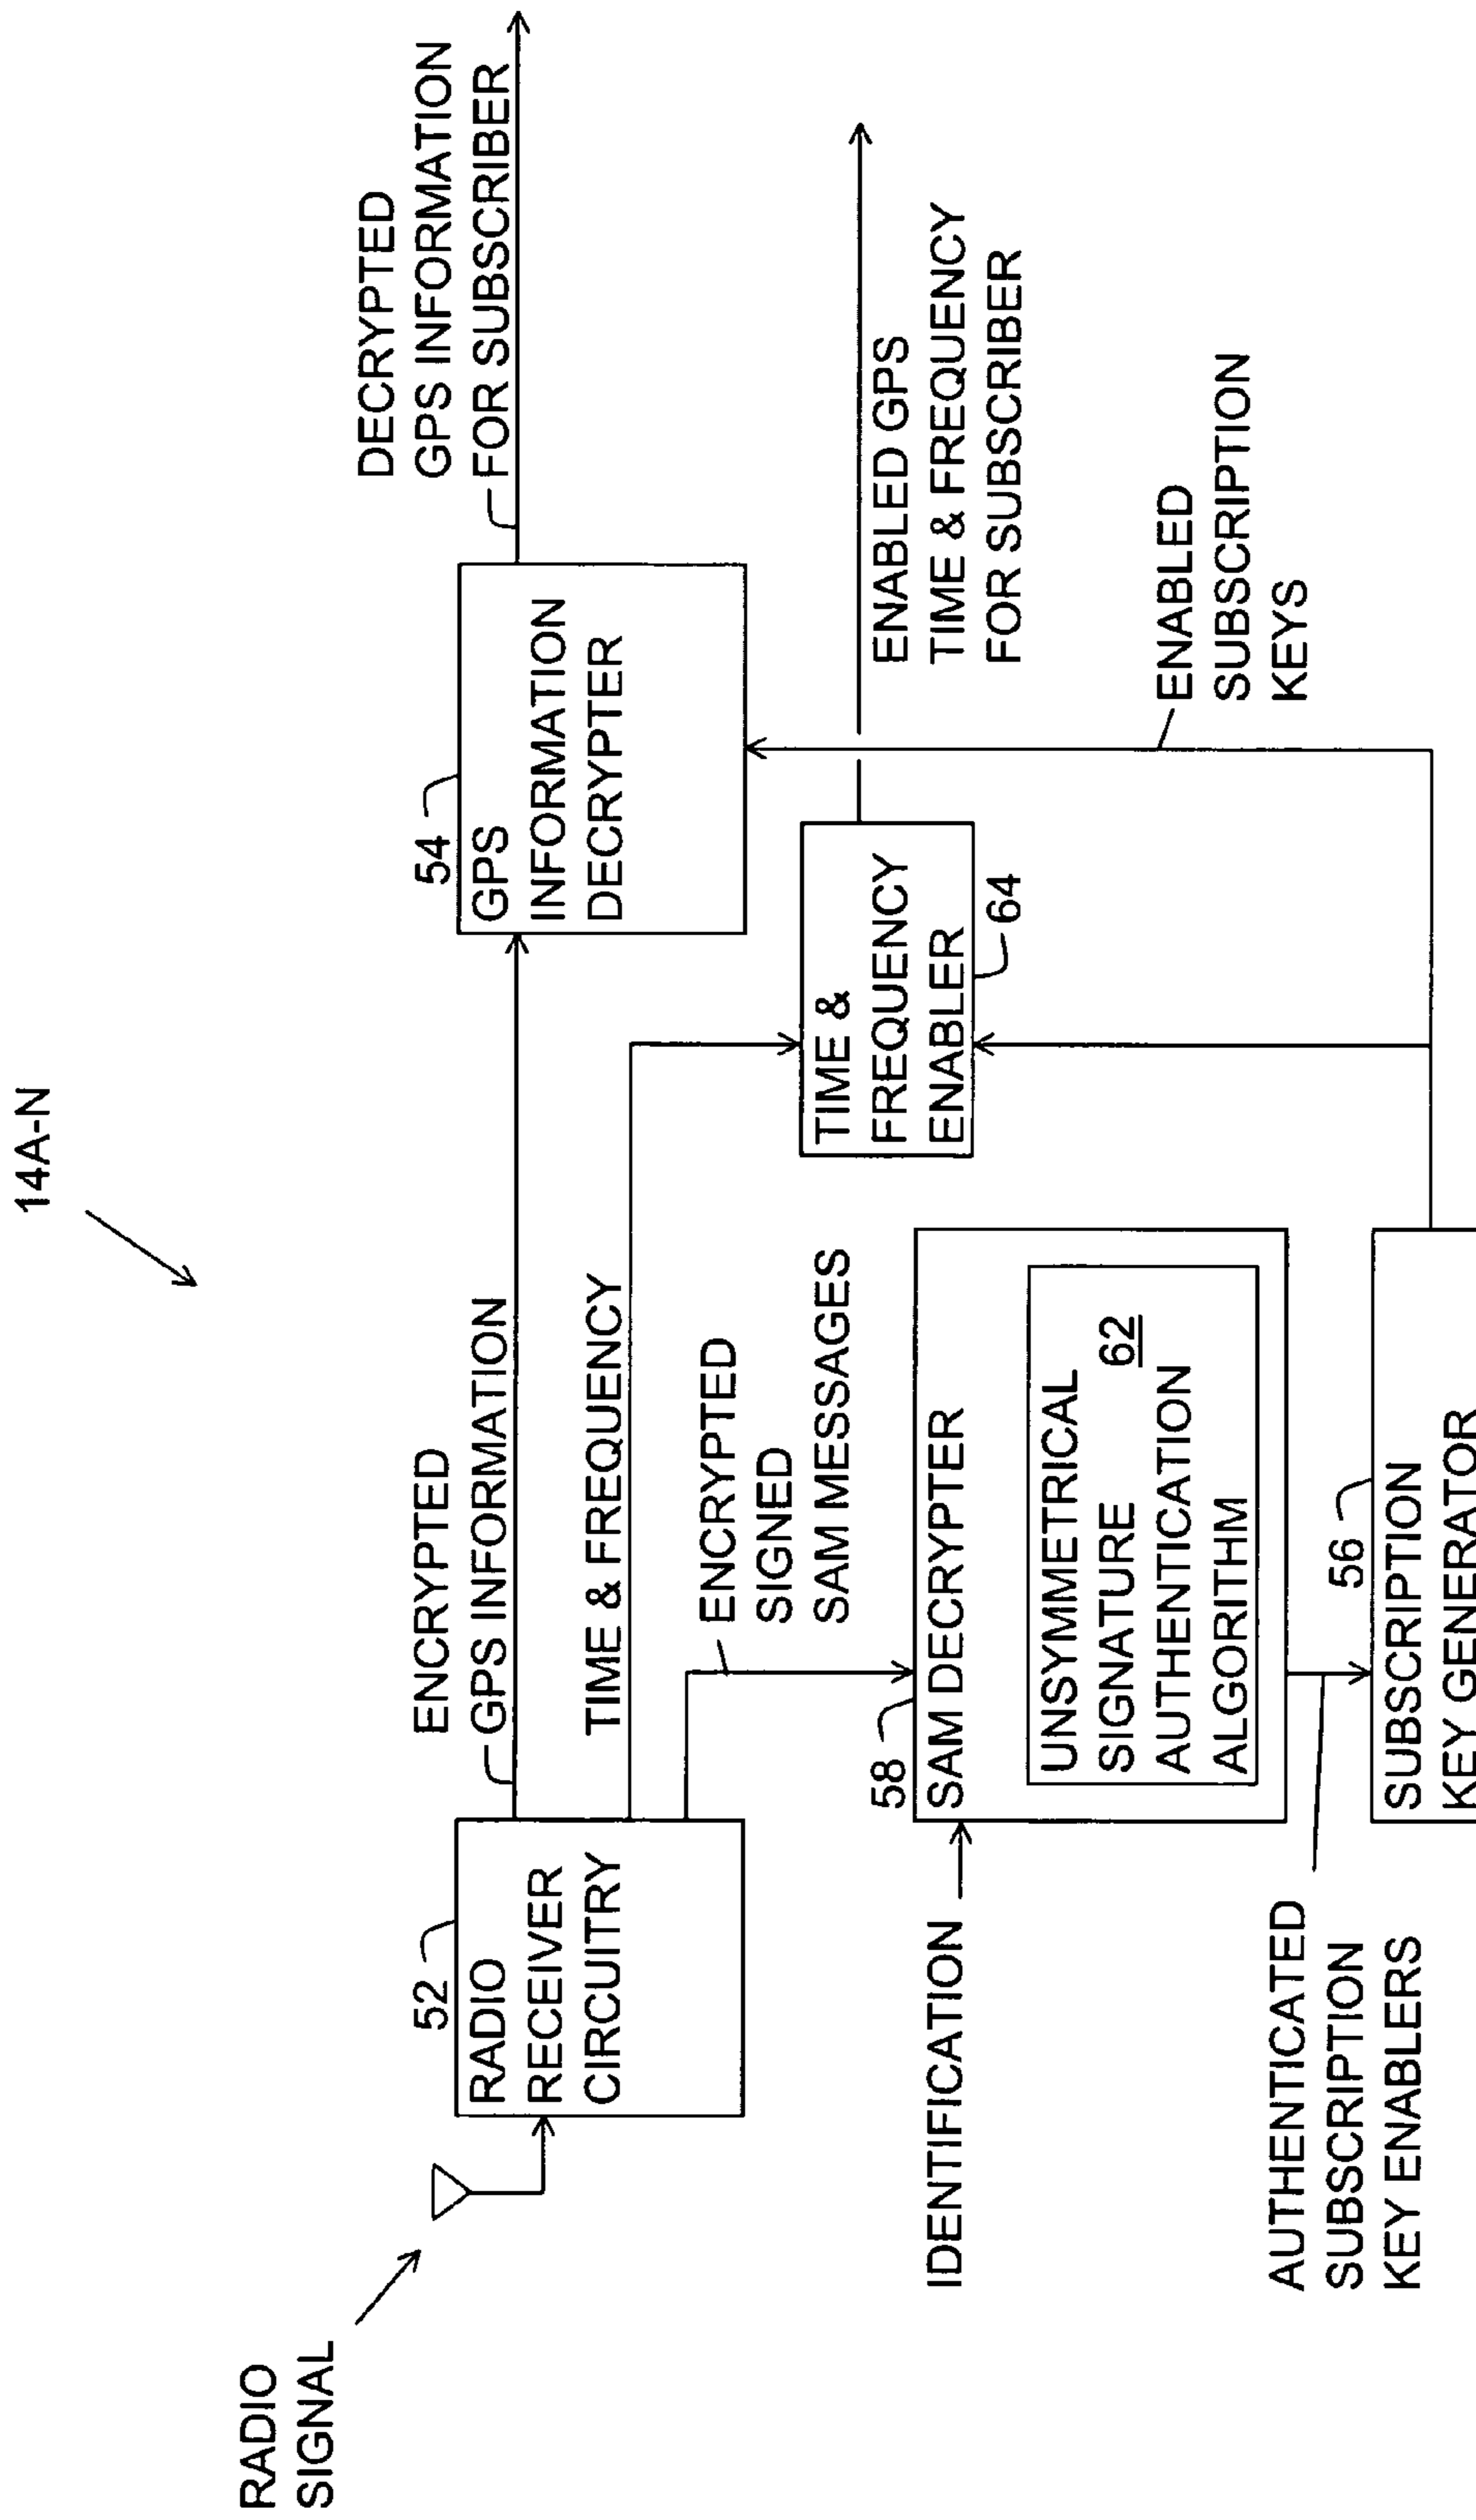 14A-N
RADIO
SIGNAL
52
RADIO
RECEIVER
CIRCUITRY
ENCRYPTED
GPS INFORMATION
TIME & FREQUENCY
ENCRYPTED
SIGNED
SAM MESSAGES
54
GPS
INFORMATION
DECRYPTER
DECRYPTED
GPS INFORMATION
FOR SUBSCRIBER
TIME &
FREQUENCY
ENABLER
64
ENABLED GPS
TIME & FREQUENCY
FOR SUBSCRIBER
IDENTIFICATION
58
SAM DECRYPTER
UNSYMMETRICAL
SIGNATURE 62
AUTHENTICATION
ALGORITHM
ENABLED
SUBSCRIPTION
KEYS
AUTHENTICATED
SUBSCRIPTION
KEY ENABLERS
56
SUBSCRIPTION
KEY GENERATOR